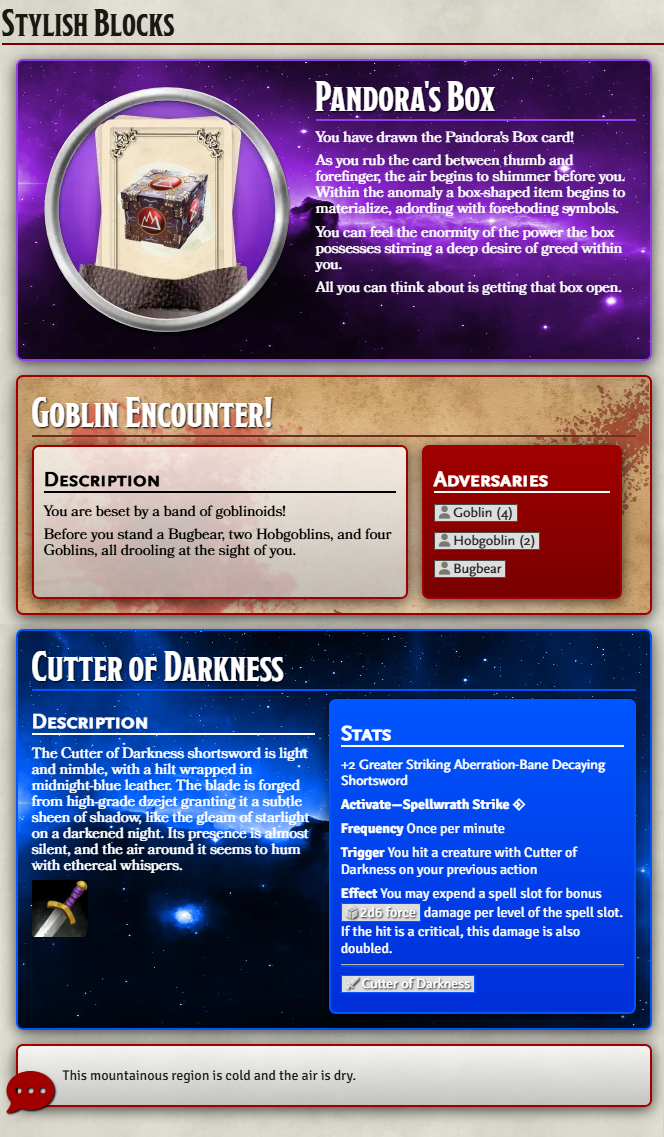 Stylish Blocks
Pandora's Box
You have drawn the Pandora's Box card!
As you rub the card between thumb and
forefinger, the air begins to shimmer before you.
Within the anomaly a box-shaped item begins to
materialize, adording with foreboding symbols.
You can feel the enormity of the power the box
possesses stirring a deep desire of greed within
you.
All you can think about is getting that box open.
Goblin Encounter!
Description
You are beset by a band of goblinoids!
Before you stand a Bugbear, two Hobgoblins, and four
Goblins, all drooling at the sight of you.
Adversaries
Goblin (4)
Hobgoblin (2)
Bugbear
Cutter of Darkness
Description
The Cutter of Darkness shortsword is light
and nimble, with a hilt wrapped in
midnight-blue leather. The blade is forged
from high-grade dzejet granting it a subtle
sheen of shadow, like the gleam of starlight
on a darkened night. Its presence is almost
silent, and the air around it seems to hum
with ethereal whispers.
Stats
+2 Greater Striking Aberration-Bane Decaying
Shortsword
Activate—Spellwrath Strike
Frequency Once per minute
Trigger You hit a creature with Cutter of
Darkness on your previous action
Effect You may expend a spell slot for bonus
2d6 force damage per level of the spell slot.
If the hit is a critical, this damage is also
doubled.
Cutter of Darkness
This mountainous region is cold and the air is dry.